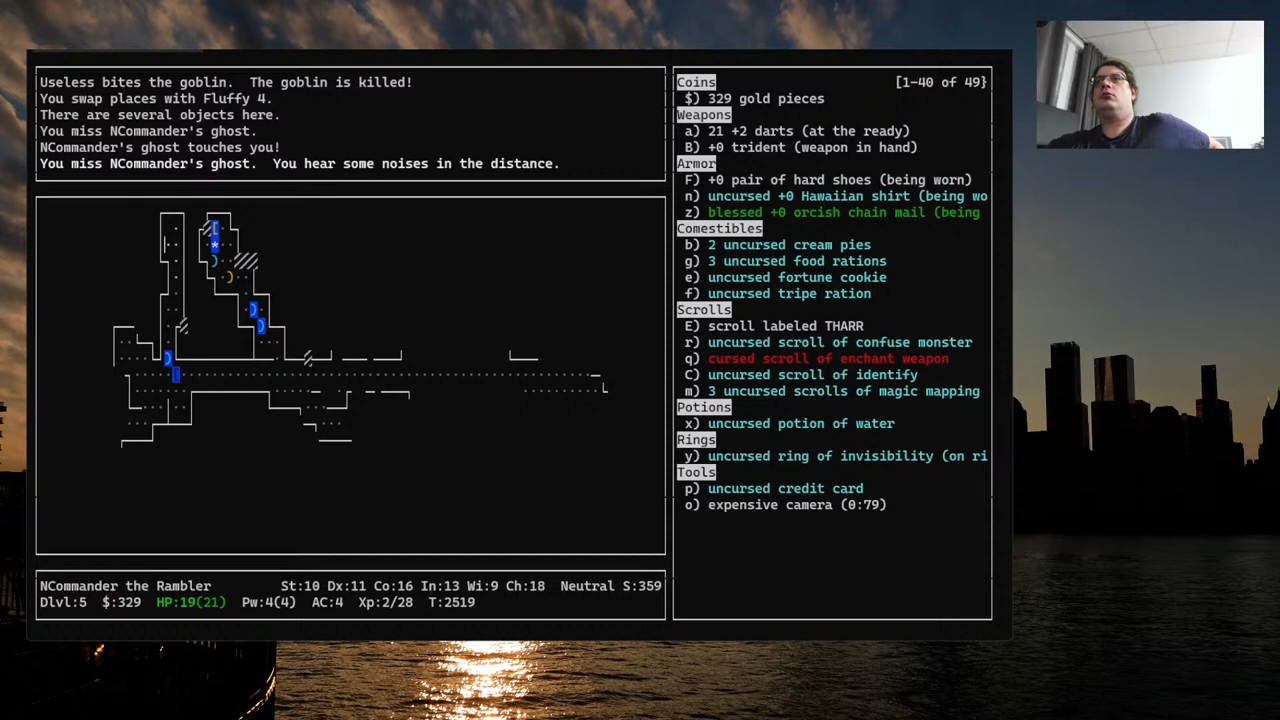 Useless bites the goblin.  The goblin is killed!
You swap places with Fluffy 4.
There are several objects here.
You miss NCommander's ghost.
NCommander's ghost touches you!
You miss NCommander's ghost.  You hear some noises in the distance.
Coins [1-40 of 49}
$) 329 gold pieces
Weapons
a) 21 +2 darts (at the ready)
B) +0 trident (weapon in hand)
Armor
F) +0 pair of hard shoes (being worn)
n) uncursed +0 Hawaiian shirt (being wo
z) blessed +0 orcish chain mail (being
Comestibles
b) 2 uncursed cream pies
g) 3 uncursed food rations
e) uncursed fortune cookie
f) uncursed tripe ration
Scrolls
E) scroll labeled THARR
r) uncursed scroll of confuse monster
q) cursed scroll of enchant weapon
C) uncursed scroll of identify
m) 3 uncursed scrolls of magic mapping
Potions
x) uncursed potion of water
Rings
y) uncursed ring of invisibility (on ri
Tools
p) uncursed credit card
o) expensive camera (0:79)
NCommander the Rambler St:10 Dx:11 Co:16 In:13 Wi:9 Ch:18 Neutral S:359
Dlvl:5 $:329 HP:19(21) Pw:4(4) AC:4 Xp:2/28 T:2519